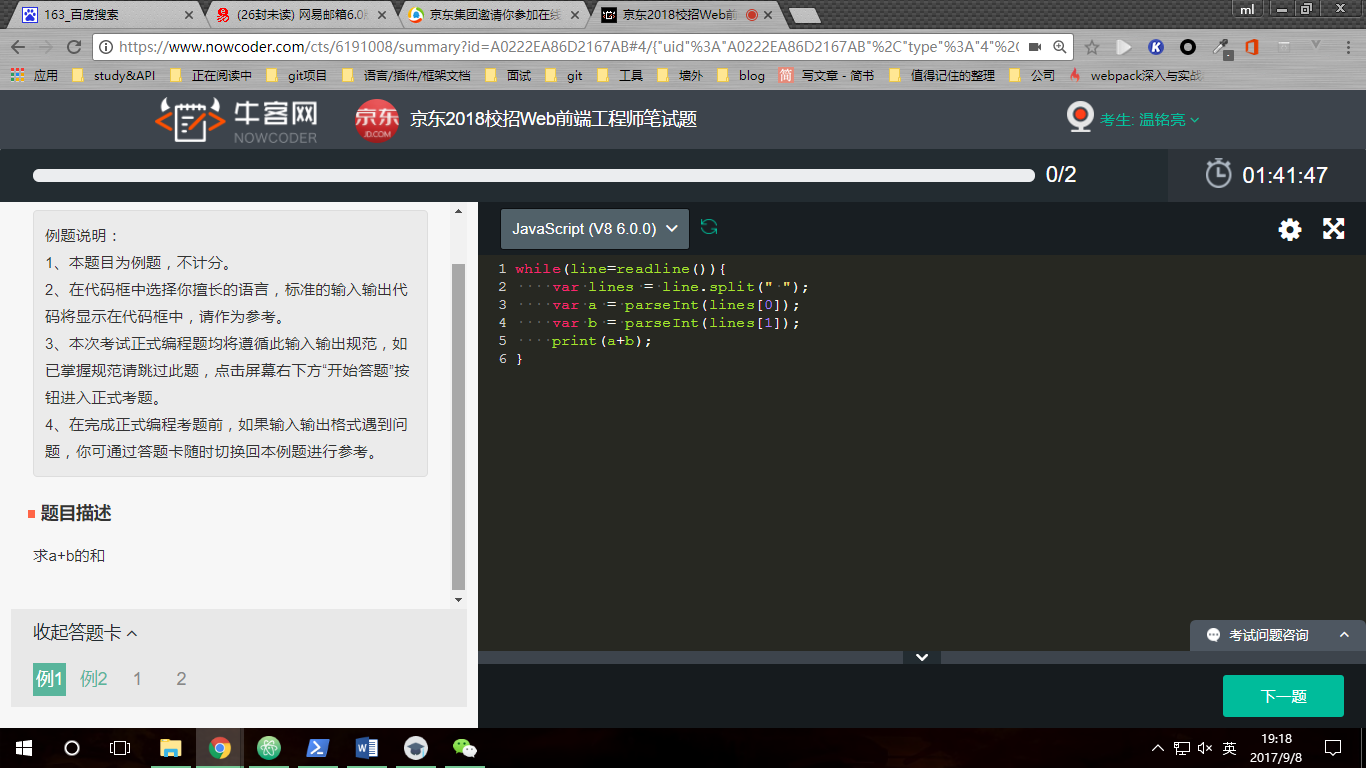 163_百度搜索
(26封未读) 网易邮箱6.0
京东集团邀请你参加在线
京东2018校招Web前
ml
https://www.nowcoder.com/cts/6191008/summary?id=A0222EA86D2167AB#4/{"uid"%3A"A0222EA86D2167AB"%2C"type"%3A"4"%2C
应用 study&API 正在阅读中 git项目 语言/插件/框架文档 面试 git 工具 墙外 blog 简 写文章 - 简书 值得记住的整理 公司 webpack深入与实战
牛客网
NOWCODER
京东
JD.COM
京东2018校招Web前端工程师笔试题
考生: 温铭亮
0/2
01:41:47
例题说明：
1、本题目为例题，不计分。
2、在代码框中选择你擅长的语言，标准的输入输出代
码将显示在代码框中，请作为参考。
3、本次考试正式编程题均将遵循此输入输出规范，如
已掌握规范请跳过此题，点击屏幕右下方“开始答题”按
钮进入正式考题。
4、在完成正式编程考题前，如果输入输出格式遇到问
题，你可通过答题卡随时切换回本例题进行参考。
题目描述
求a+b的和
收起答题卡
例1 例2 1 2
JavaScript (V8 6.0.0)
1 while(line=readline()){
2 var lines = line.split(" ");
3 var a = parseInt(lines[0]);
4 var b = parseInt(lines[1]);
5 print(a+b);
6 }
考试问题咨询
下一题
英
19:18
2017/9/8